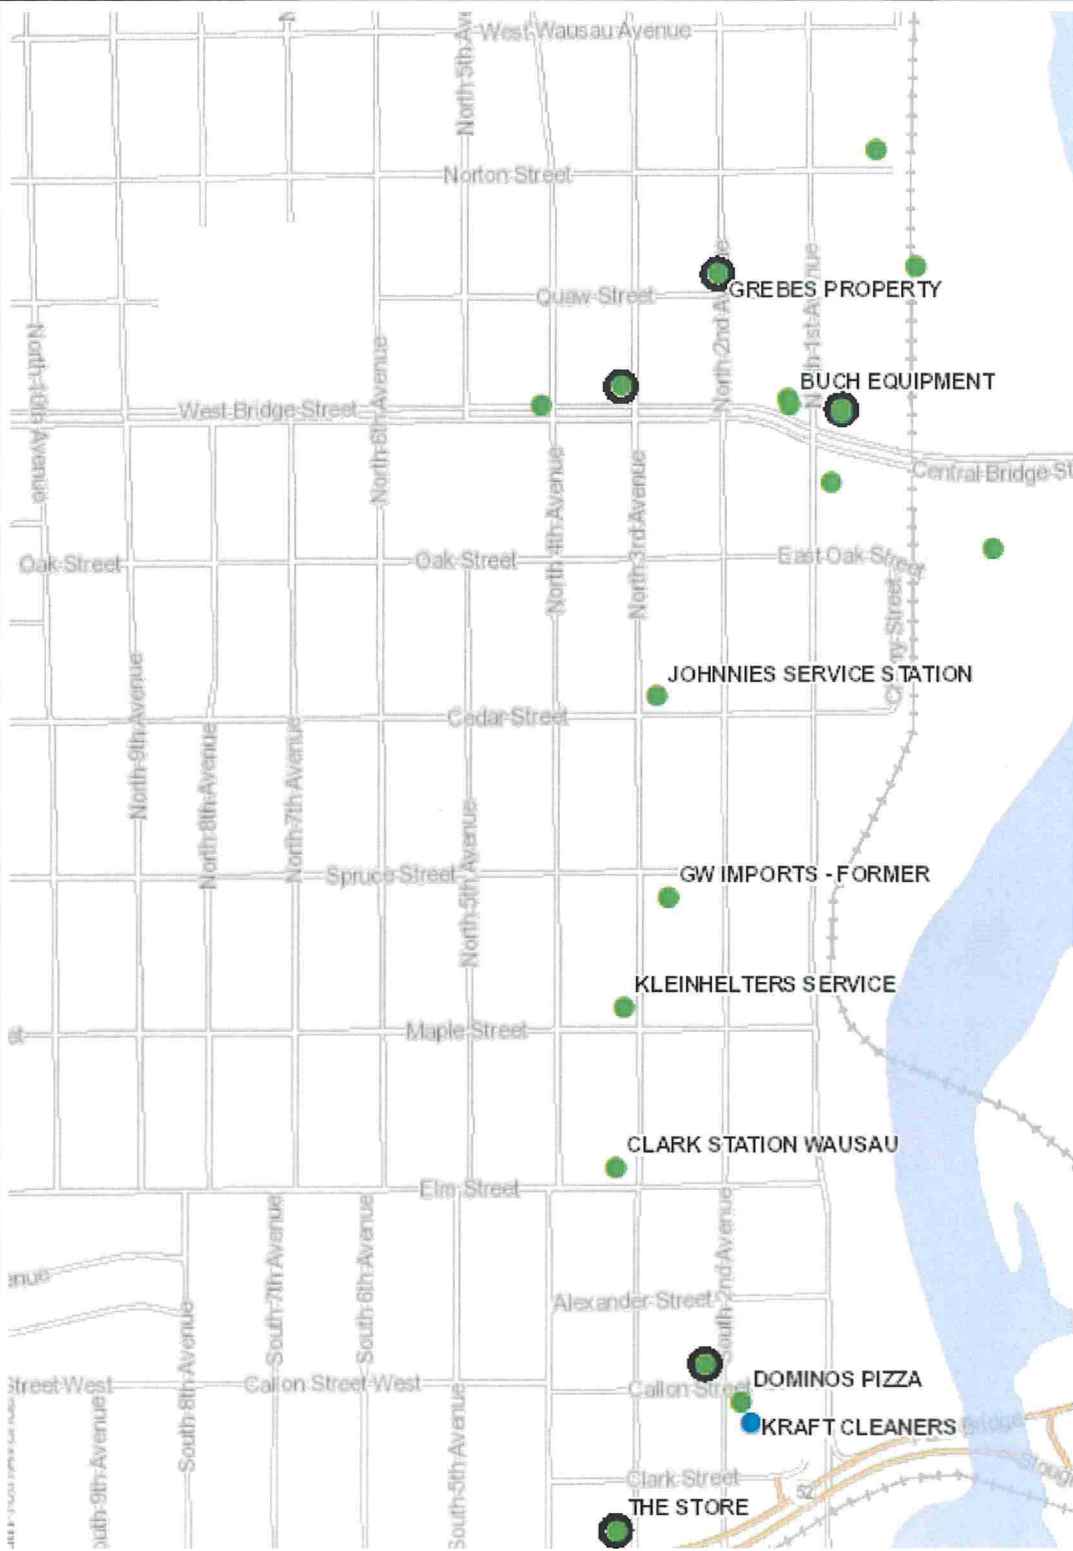 West Wausau Avenue
North 5th Av
Norton Street
GREBES PROPERTY
Quaw Street
North 2nd Avenue
North 1st Avenue
North 10th Avenue
North 6th Avenue
BUCH EQUIPMENT
West Bridge Street
Central Bridge St
North 4th Avenue
North 3rd Avenue
Oak Street
Oak Street
East Oak Street
Cherry Street
JOHNNIES SERVICE STATION
Cedar Street
North 9th Avenue
North 8th Avenue
North 7th Avenue
North 5th Avenue
GW IMPORTS - FORMER
Spruce Street
KLEINHELTERS SERVICE
Maple Street
et
CLARK STATION WAUSAU
Elm Street
enue
South 7th Avenue
South 6th Avenue
South 2nd Avenue
Alexander Street
South 8th Avenue
Street West
Callon Street West
Callon Street
DOMINOS PIZZA
KRAFT CLEANERS
Bridge
outh 9th Avenue
South 5th Avenue
Clark Street
52
Stoug
THE STORE